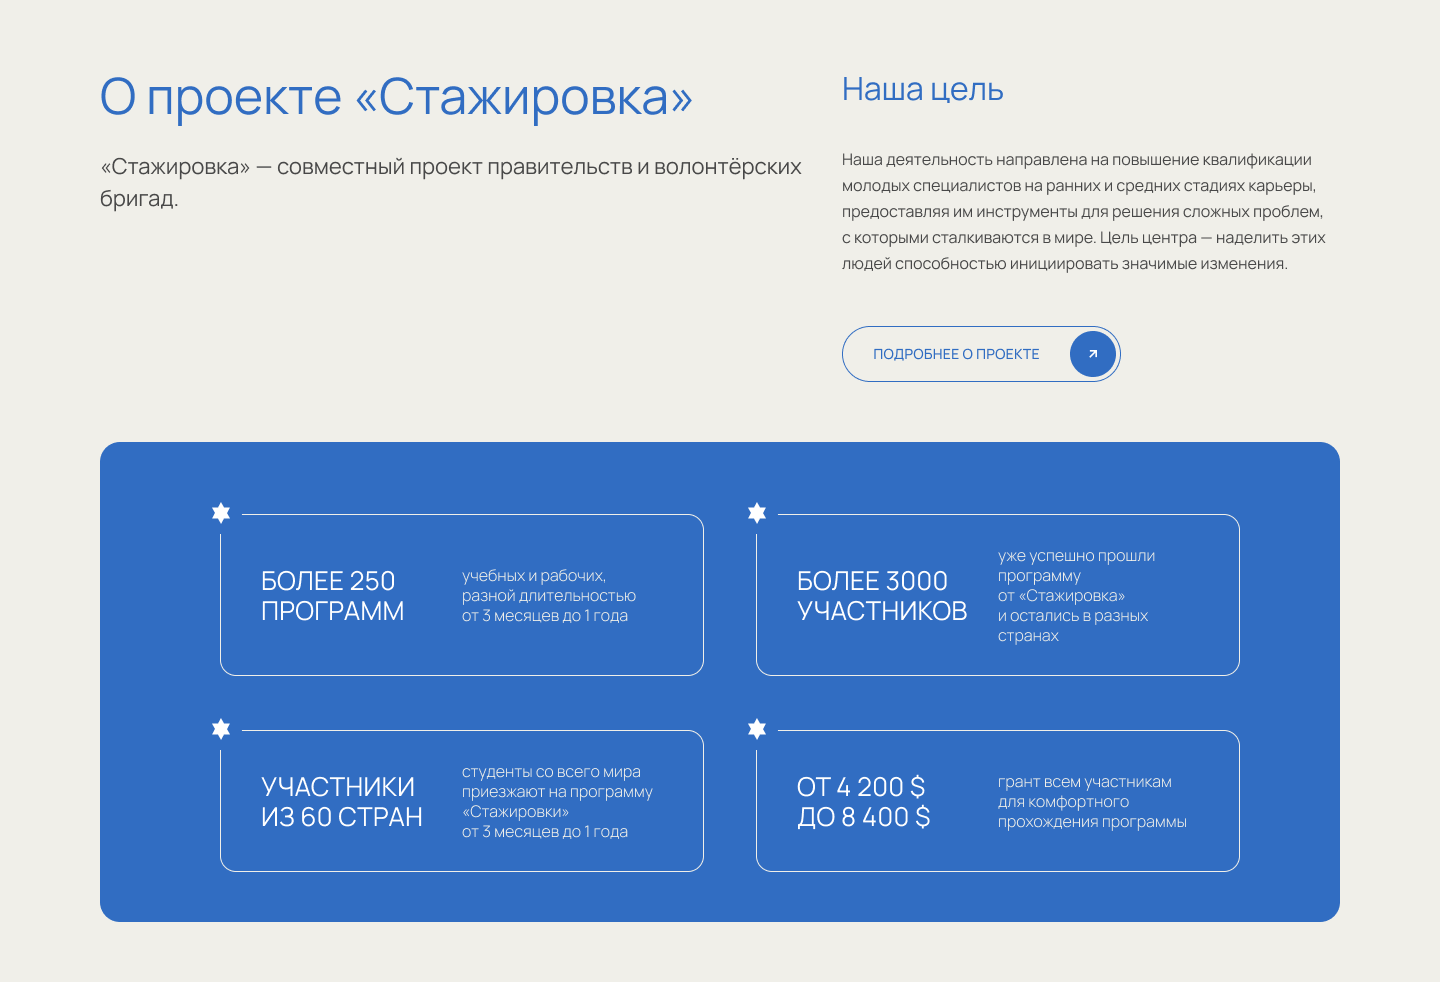 О проекте «Стажировка»
«Стажировка» — совместный проект правительств и волонтёрских
бригад.
Наша цель
Наша деятельность направлена на повышение квалификации
молодых специалистов на ранних и средних стадиях карьеры,
предоставляя им инструменты для решения сложных проблем,
с которыми сталкиваются в мире. Цель центра — наделить этих
людей способностью инициировать значимые изменения.
ПОДРОБНЕЕ О ПРОЕКТЕ
БОЛЕЕ 250
ПРОГРАММ
учебных и рабочих,
разной длительностью
от 3 месяцев до 1 года
БОЛЕЕ 3000
УЧАСТНИКОВ
уже успешно прошли
программу
от «Стажировка»
и остались в разных
странах
УЧАСТНИКИ
ИЗ 60 СТРАН
студенты со всего мира
приезжают на программу
«Стажировки»
от 3 месяцев до 1 года
ОТ 4 200 $
ДО 8 400 $
грант всем участникам
для комфортного
прохождения программы